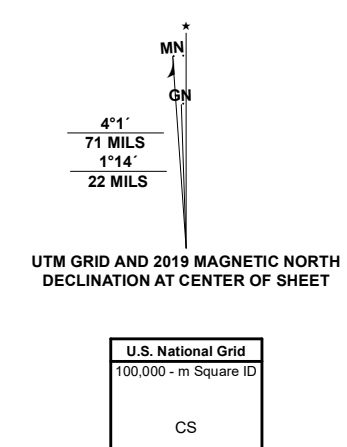 MN
GN
4°1´
71 MILS
1°14´
22 MILS
UTM GRID AND 2019 MAGNETIC NORTH
DECLINATION AT CENTER OF SHEET
U.S. National Grid
100,000 - m Square ID
CS